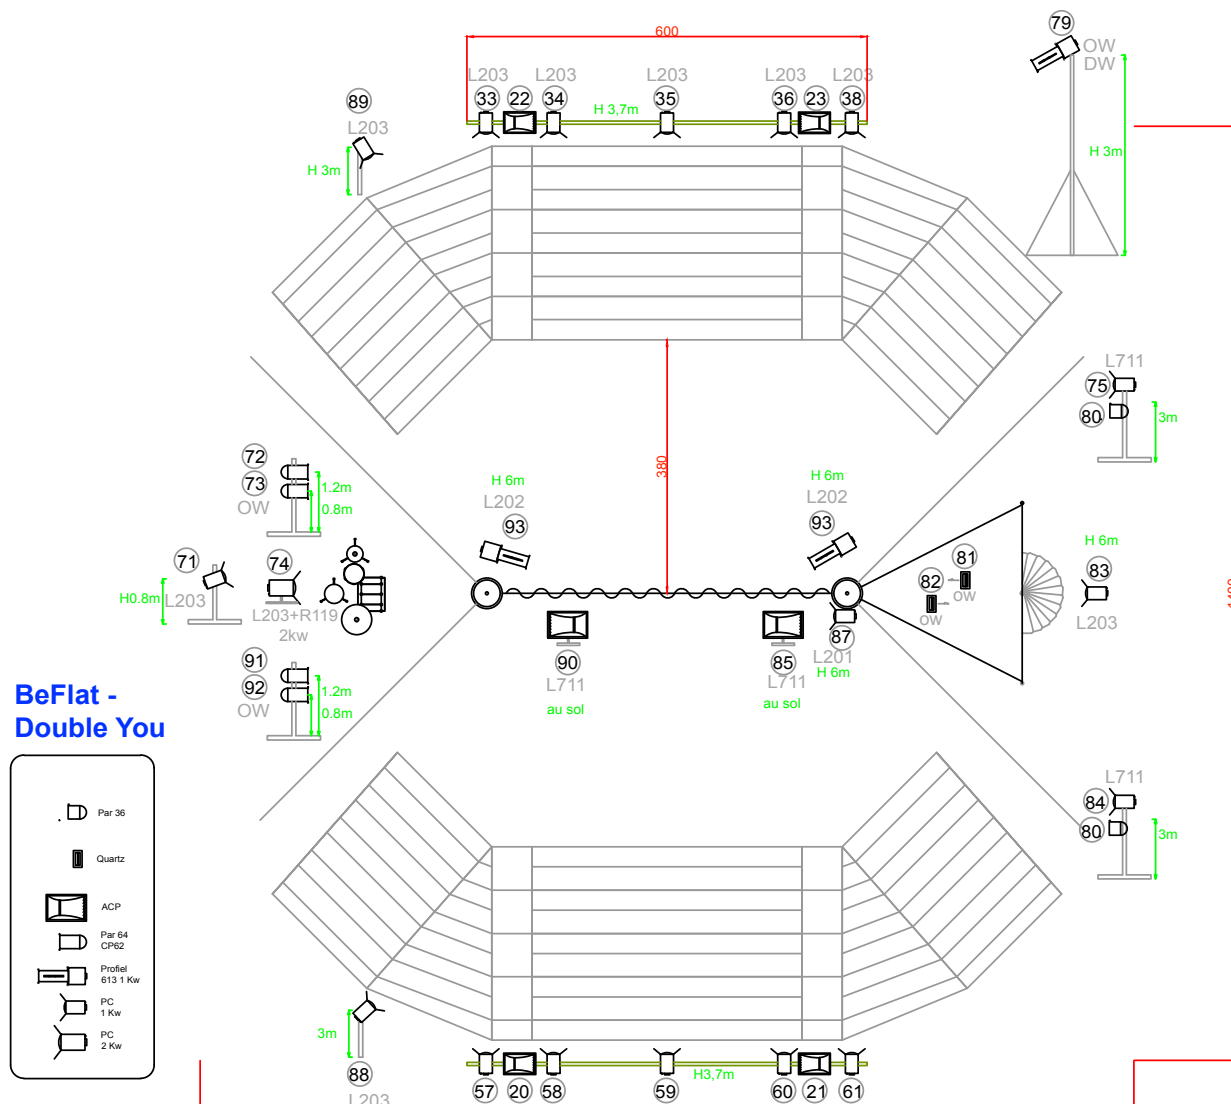 600
79
OW
DW
L203
L203
L203
L203
L203
33
22
34
35
36
23
38
H 3,7m
89
L203
H 3m
H 3m
L711
75
80
3m
380
72
73
OW
1.2m
0.8m
H 6m
L202
93
H 6m
L202
93
71
H0.8m
L203
74
L203+R119
2kw
81
82
OW
OW
H 6m
83
L203
1400
90
L711
au sol
85
L711
au sol
87
L201
H 6m
91
92
OW
1.2m
0.8m
BeFlat -
Double You
Par 36
Quartz
ACP
Par 64
CP62
Profiel
613 1 Kw
PC
1 Kw
PC
2 Kw
L711
84
80
3m
3m
88
L203
H3,7m
57
20
58
59
60
21
61